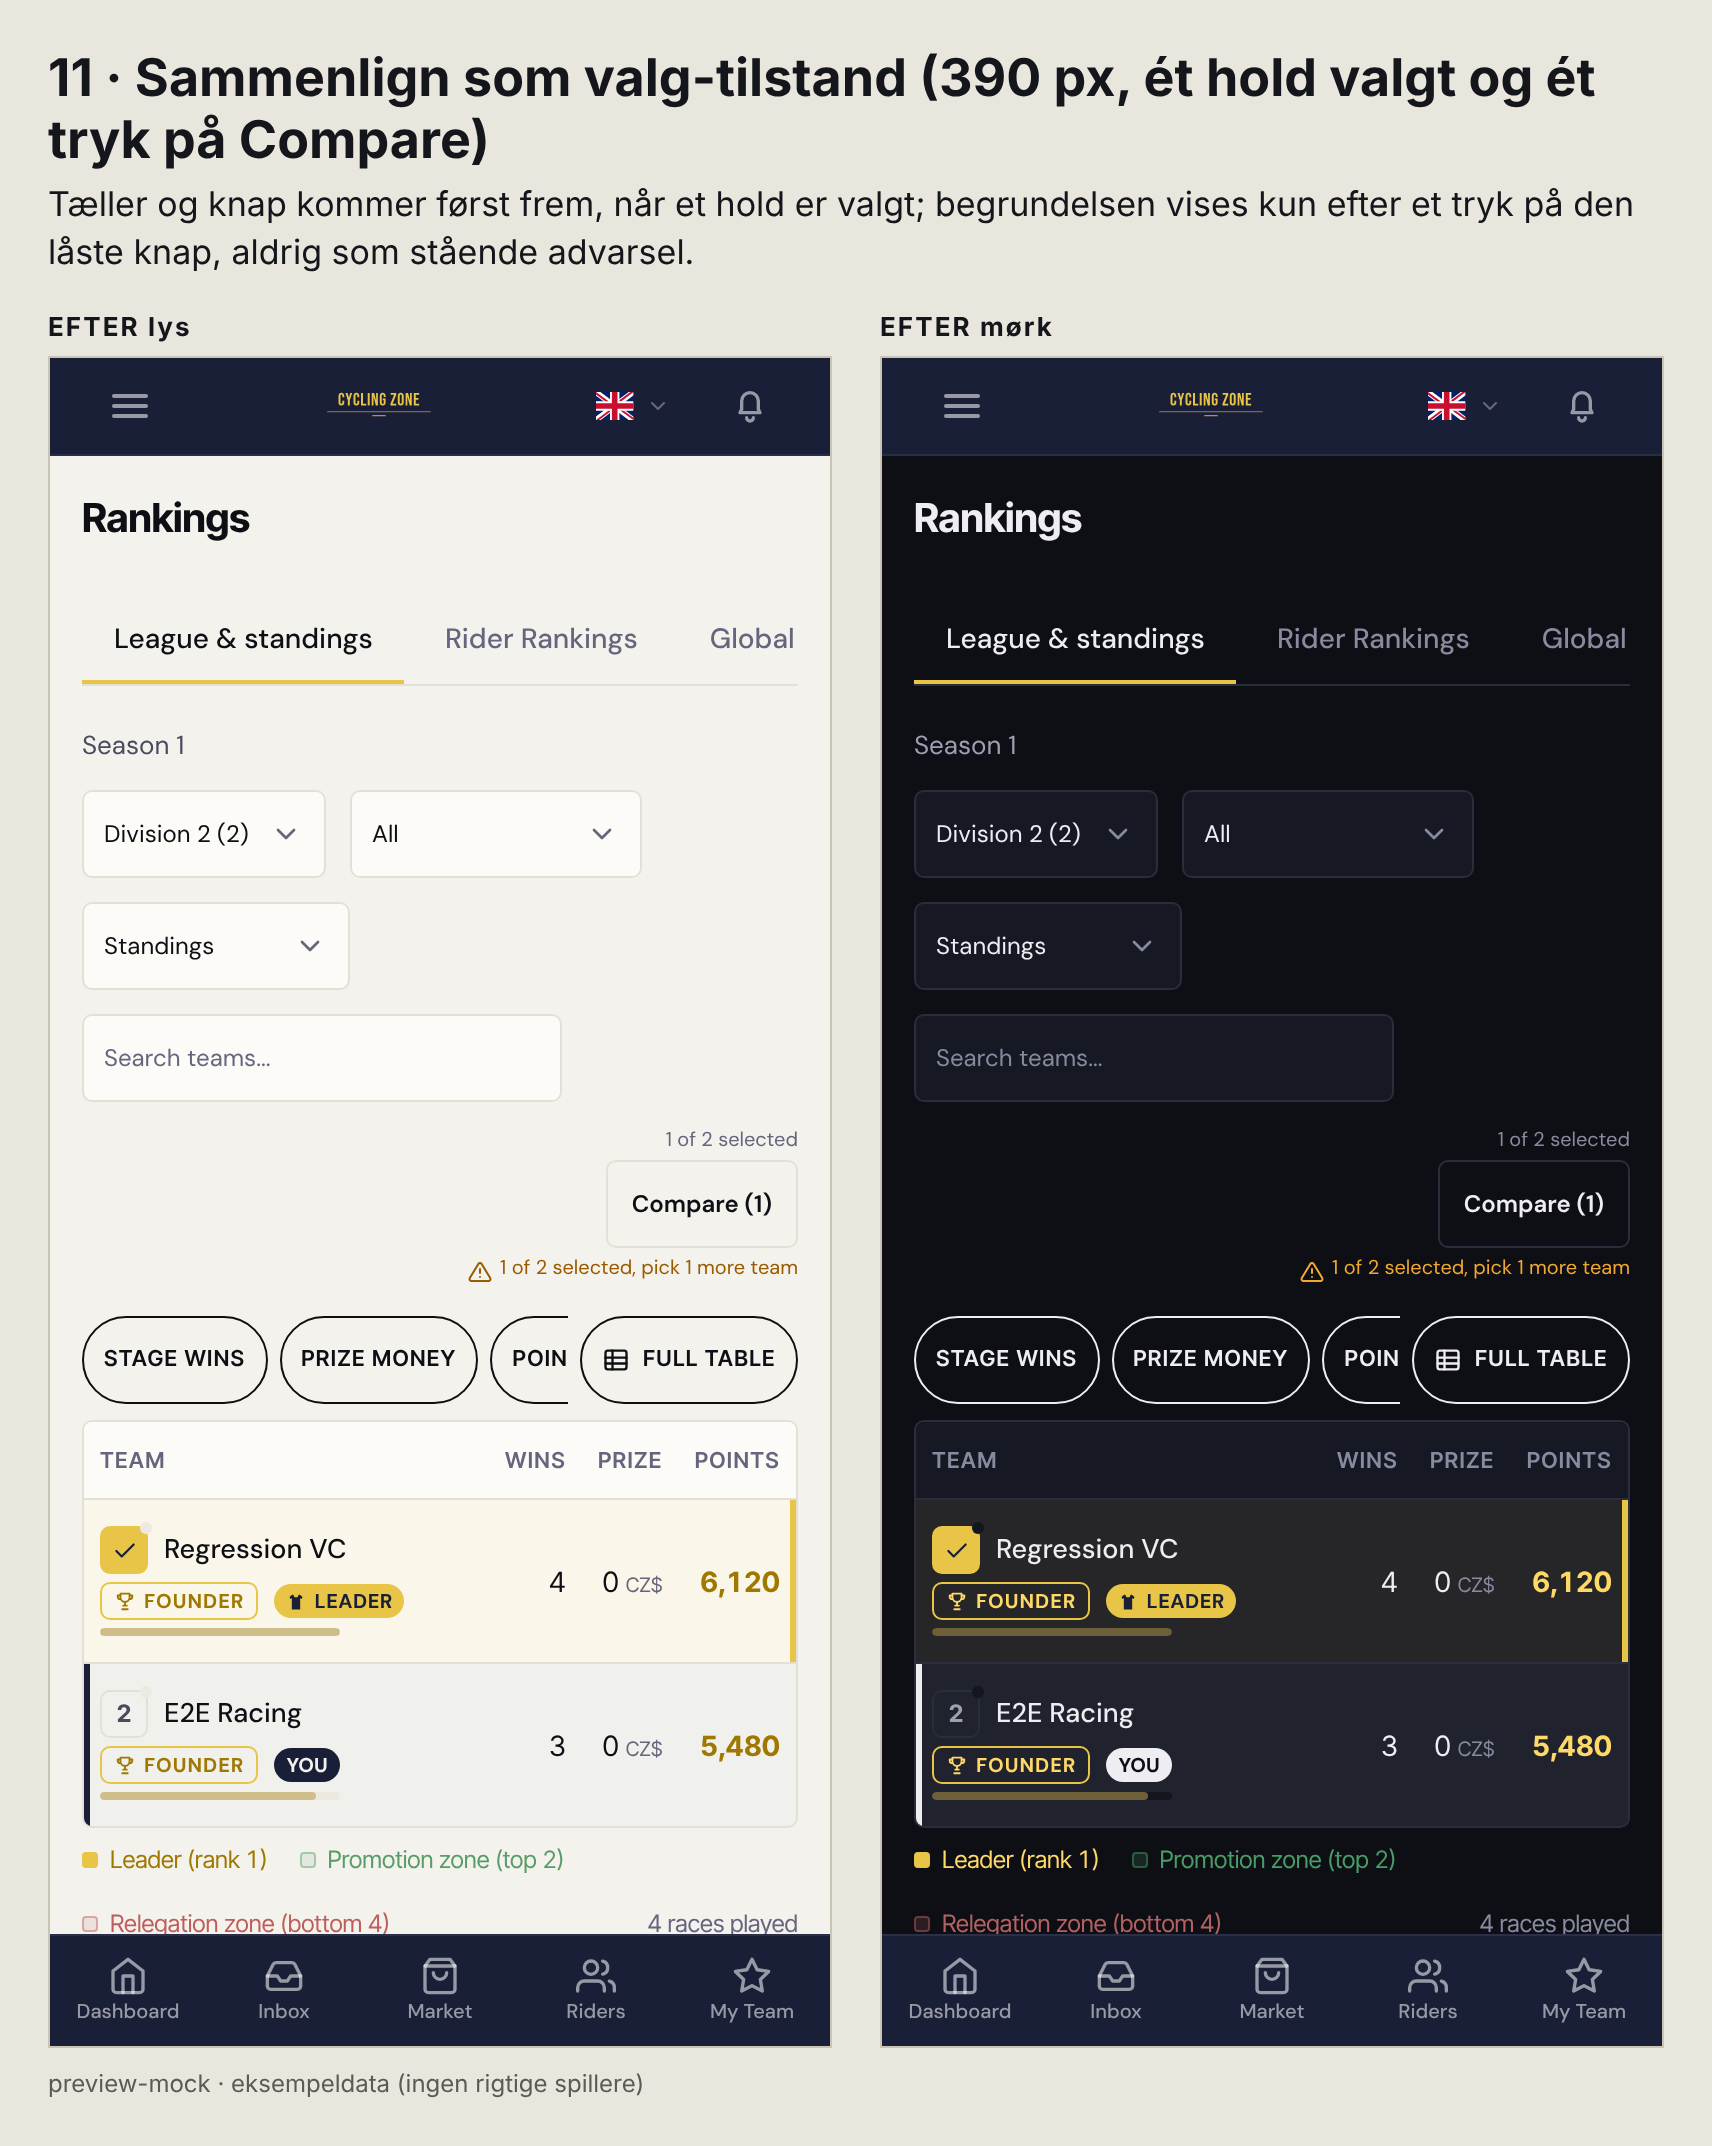 11 · Sammenlign som valg-tilstand (390 px, ét hold valgt og ét
tryk på Compare)
Tæller og knap kommer først frem, når et hold er valgt; begrundelsen vises kun efter et tryk på den
låste knap, aldrig som stående advarsel.
EFTER lys
CYCLING ZONE
Rankings
League & standings Rider Rankings Global
Season 1
Division 2 (2) All
Standings
Search teams...
1 of 2 selected
Compare (1)
1 of 2 selected, pick 1 more team
STAGE WINS PRIZE MONEY POIN FULL TABLE
TEAM WINS PRIZE POINTS
Regression VC
FOUNDER LEADER
4 0 CZ$ 6,120
2 E2E Racing
FOUNDER YOU
3 0 CZ$ 5,480
Leader (rank 1) Promotion zone (top 2)
Relegation zone (bottom 4) 4 races played
Dashboard Inbox Market Riders My Team
EFTER mørk
CYCLING ZONE
Rankings
League & standings Rider Rankings Global
Season 1
Division 2 (2) All
Standings
Search teams...
1 of 2 selected
Compare (1)
1 of 2 selected, pick 1 more team
STAGE WINS PRIZE MONEY POIN FULL TABLE
TEAM WINS PRIZE POINTS
Regression VC
FOUNDER LEADER
4 0 CZ$ 6,120
2 E2E Racing
FOUNDER YOU
3 0 CZ$ 5,480
Leader (rank 1) Promotion zone (top 2)
Relegation zone (bottom 4) 4 races played
Dashboard Inbox Market Riders My Team
preview-mock · eksempeldata (ingen rigtige spillere)